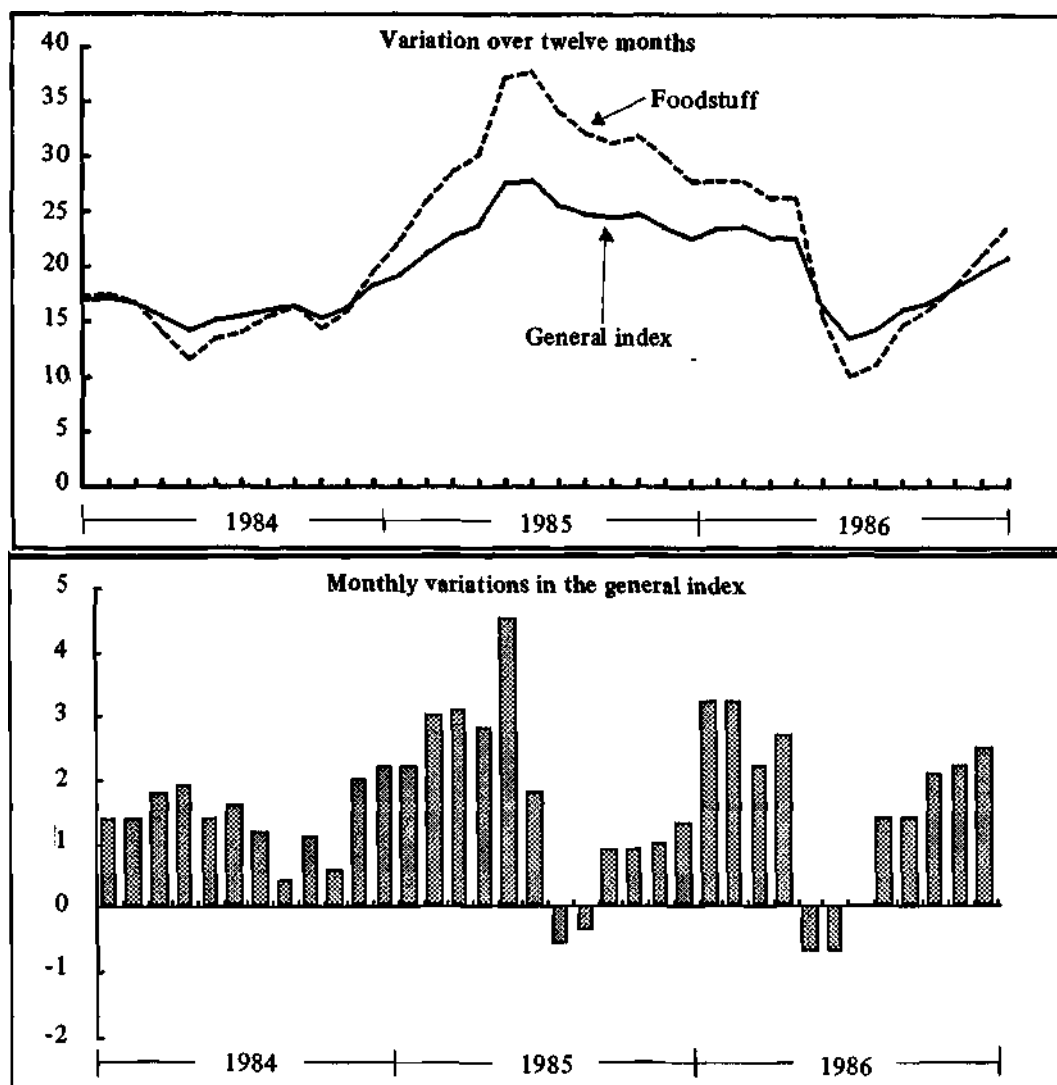 Variation over twelve months
40
35
30
25
20
15
10
5
0
Foodstuff
General index
1984 1985 1986
Monthly variations in the general index
5
4
3
2
1
0
-1
-2
1984 1985 1986